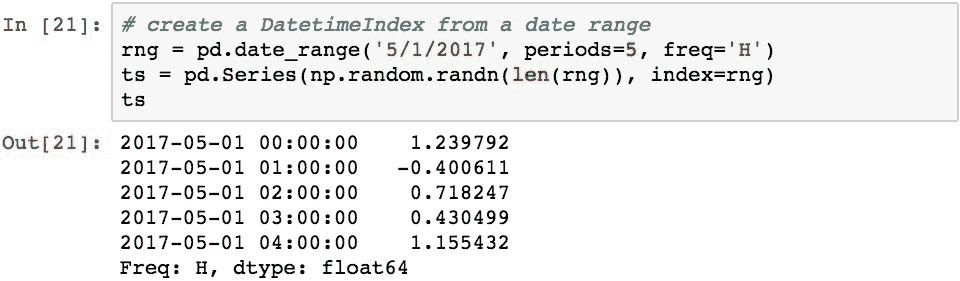 In [21]: # create a DatetimeIndex from a date range
rng = pd.date_range('5/1/2017', periods=5, freq='H')
ts = pd.Series(np.random.randn(len(rng)), index=rng)
ts
Out[21]: 2017-05-01 00:00:00    1.239792
2017-05-01 01:00:00   -0.400611
2017-05-01 02:00:00    0.718247
2017-05-01 03:00:00    0.430499
2017-05-01 04:00:00    1.155432
Freq: H, dtype: float64